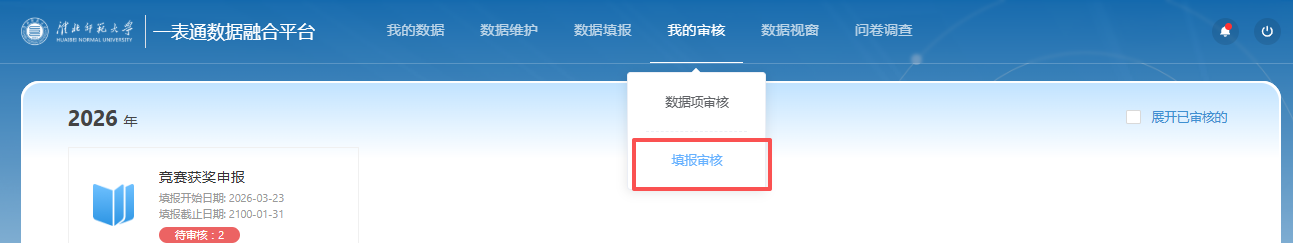 淮北师范大学
HUAIBEI NORMAL UNIVERSITY
一表通数据融合平台
我的数据
数据维护
数据填报
我的审核
数据视窗
问卷调查
数据项审核
填报审核
2026 年
展开已审核的
竞赛获奖申报
填报开始日期: 2026-03-23
填报截止日期: 2100-01-31
待审核：2